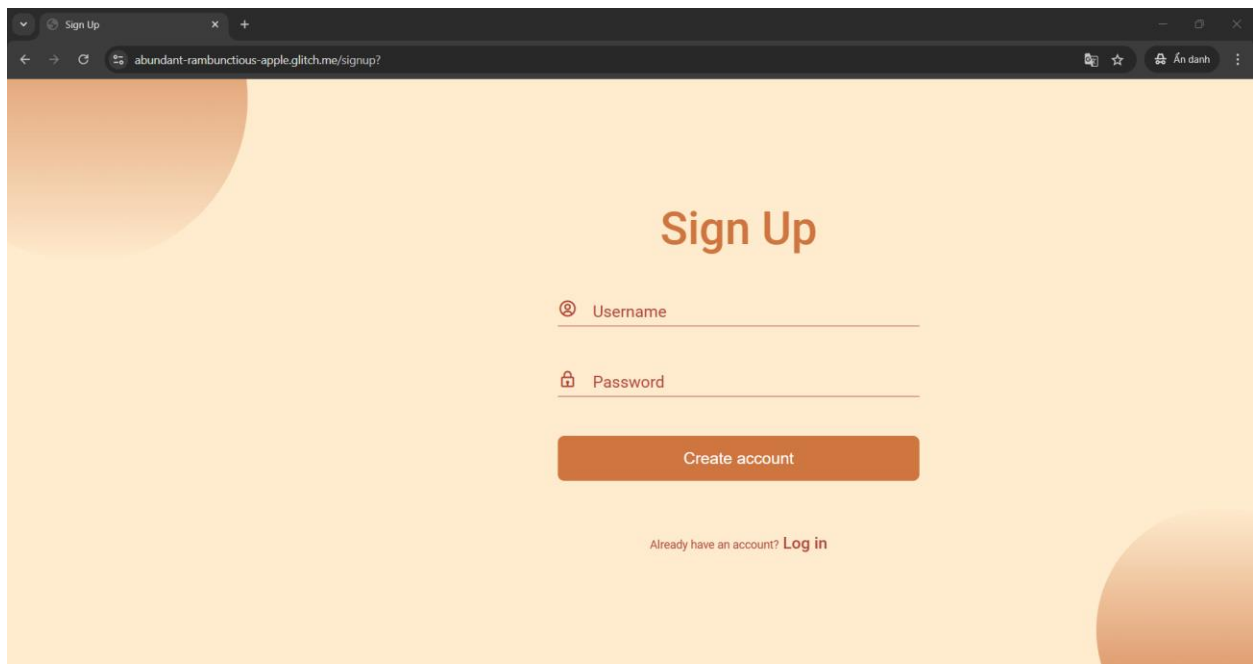 Sign Up
abundant-rambunctious-apple.glitch.me/signup?
Ẩn danh
Sign Up
Username
Password
Create account
Already have an account? Log in